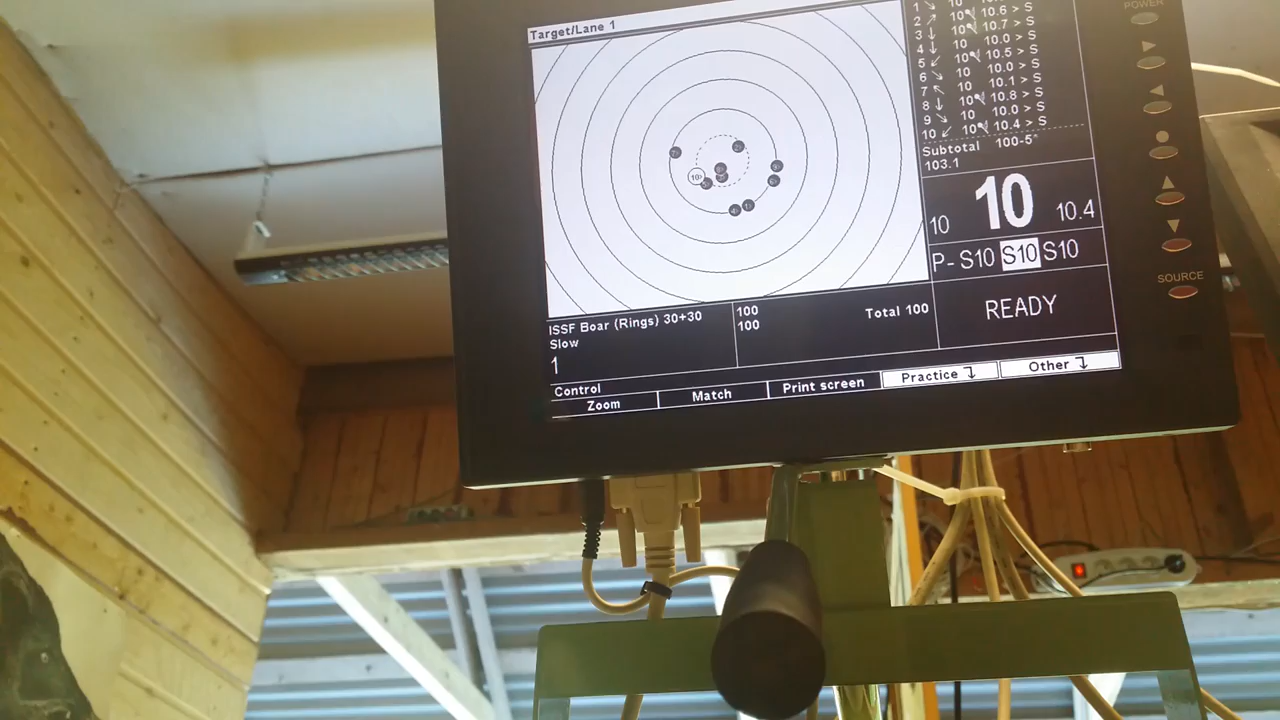 Target/Lane 1
1 10
2 10 10.6 > S
3 10 10.7 > S
4 10 10.0 > S
5 10 10.5 > S
6 10 10.0 > S
7 10 10.1 > S
8 10 10.8 > S
9 10 10.0 > S
10 10 10.4 > S
Subtotal 100-5*
103.1
10 10 10.4
P- S10 S10 S10
READY
ISSF Boar (Rings) 30+30
Slow
1
100
100
Total 100
Control
Zoom Match Print screen Practice Other
POWER
SOURCE